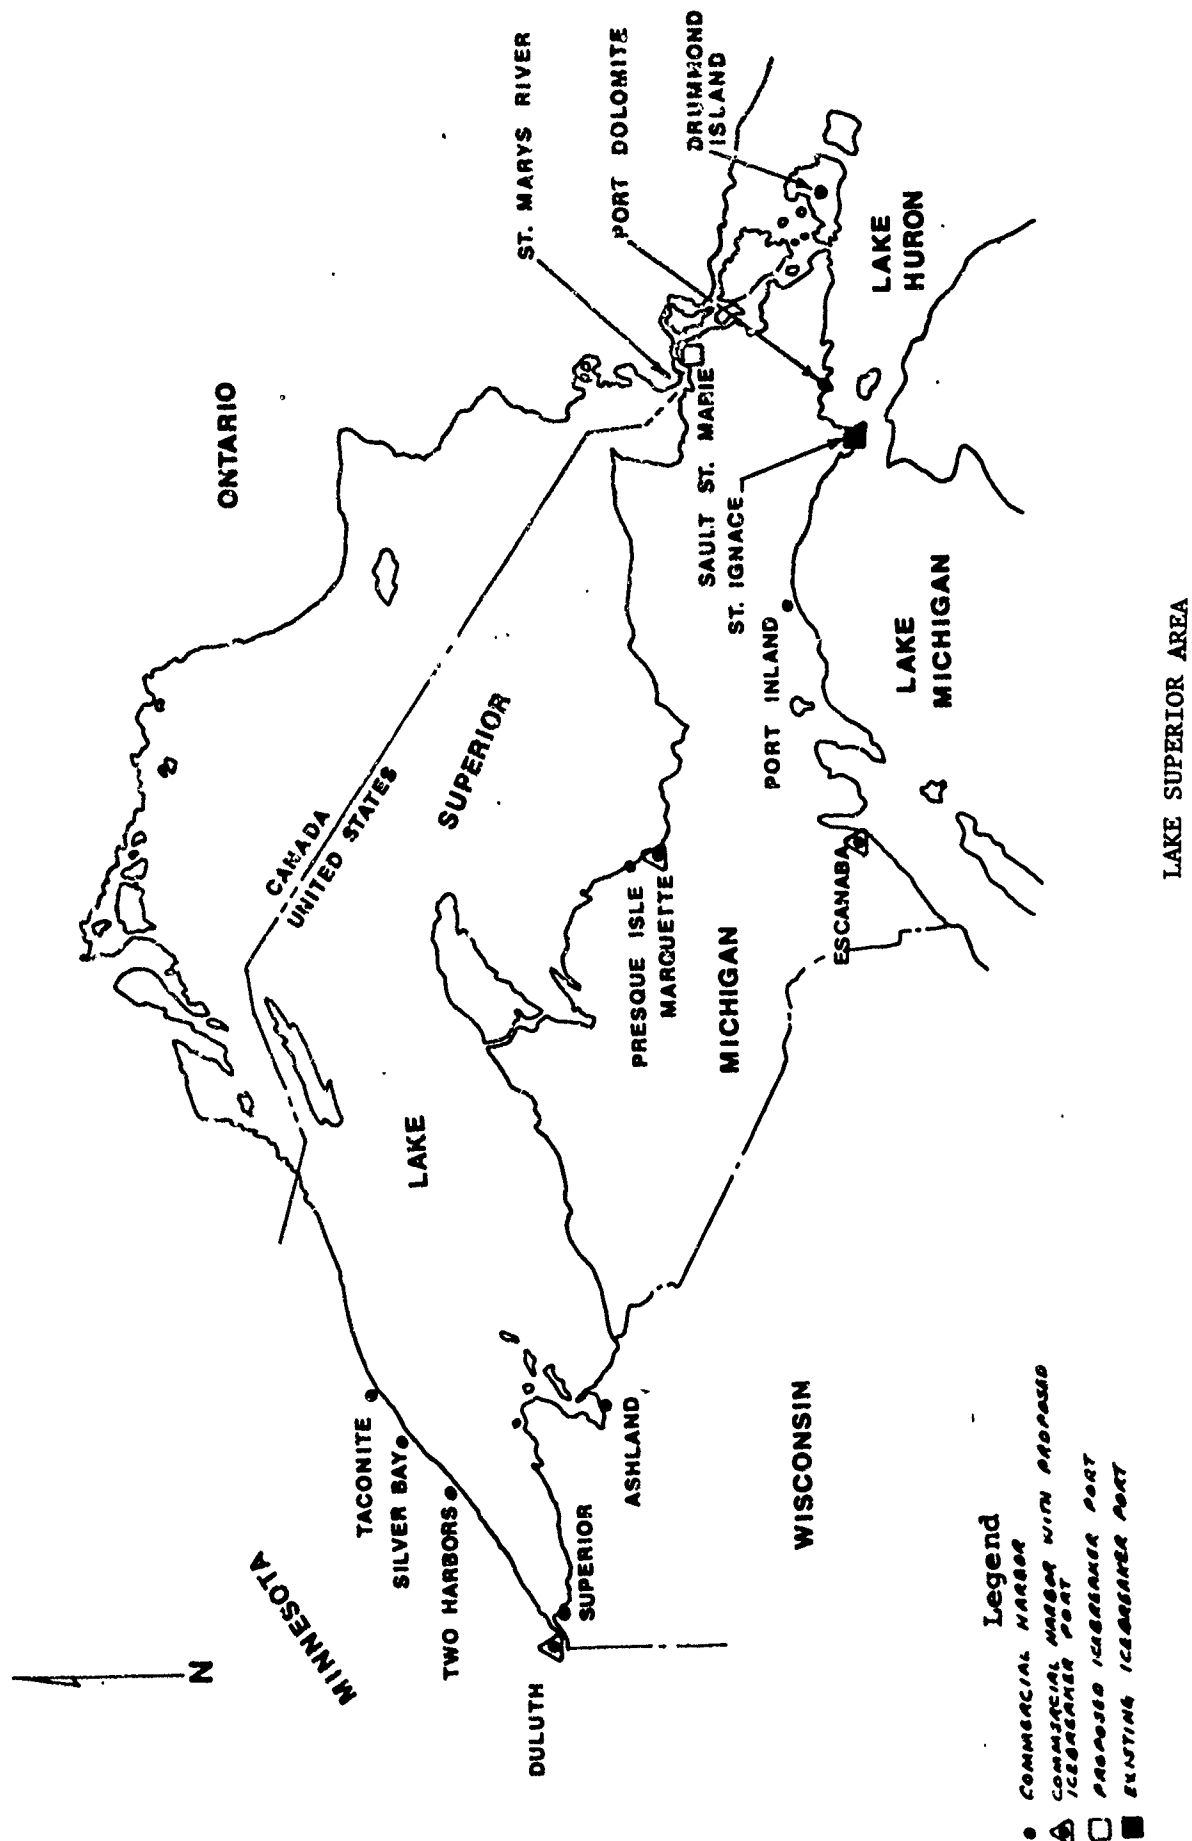 MINNESOTA
N
ONTARIO
CANADA
UNITED STATES
LAKE
SUPERIOR
TACONITE
SILVER BAY
TWO HARBORS
DULUTH
SUPERIOR
ASHLAND
WISCONSIN
PRESQUE ISLE
MARQUETTE
MICHIGAN
ESCANABA
PORT INLAND
LAKE
MICHIGAN
ST. IGNACE
SAULT ST. MARIE
ST. MARYS RIVER
PORT DOLOMITE
DRUMMOND
ISLAND
LAKE
HURON
Legend
COMMERCIAL HARBOR
COMMERCIAL HARBOR WITH PROPOSED
ICEBREAKER PORT
PROPOSED ICEBREAKER PORT
EXISTING ICEBREAKER PORT
LAKE SUPERIOR AREA